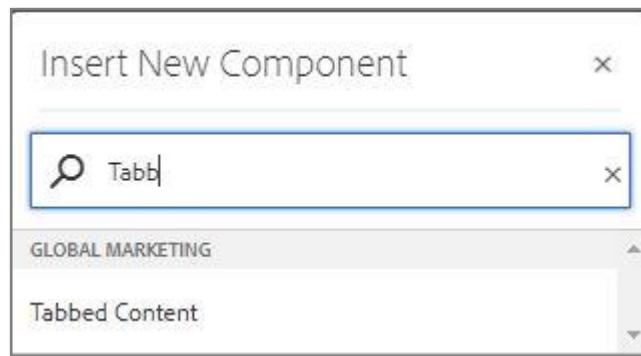 Insert New Component
Tabb
GLOBAL MARKETING
Tabbed Content